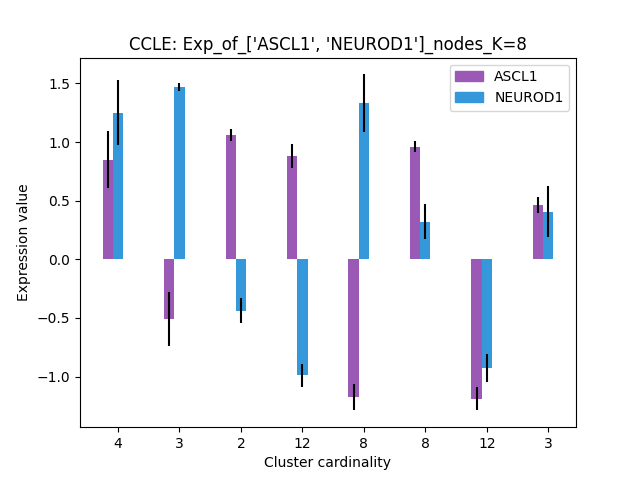 CCLE: Exp_of_['ASCL1', 'NEUROD1']_nodes_K=8
ASCL1
NEUROD1
Expression value
1.5
1.0
0.5
0.0
−0.5
−1.0
4 3 2 12 8 8 12 3
Cluster cardinality